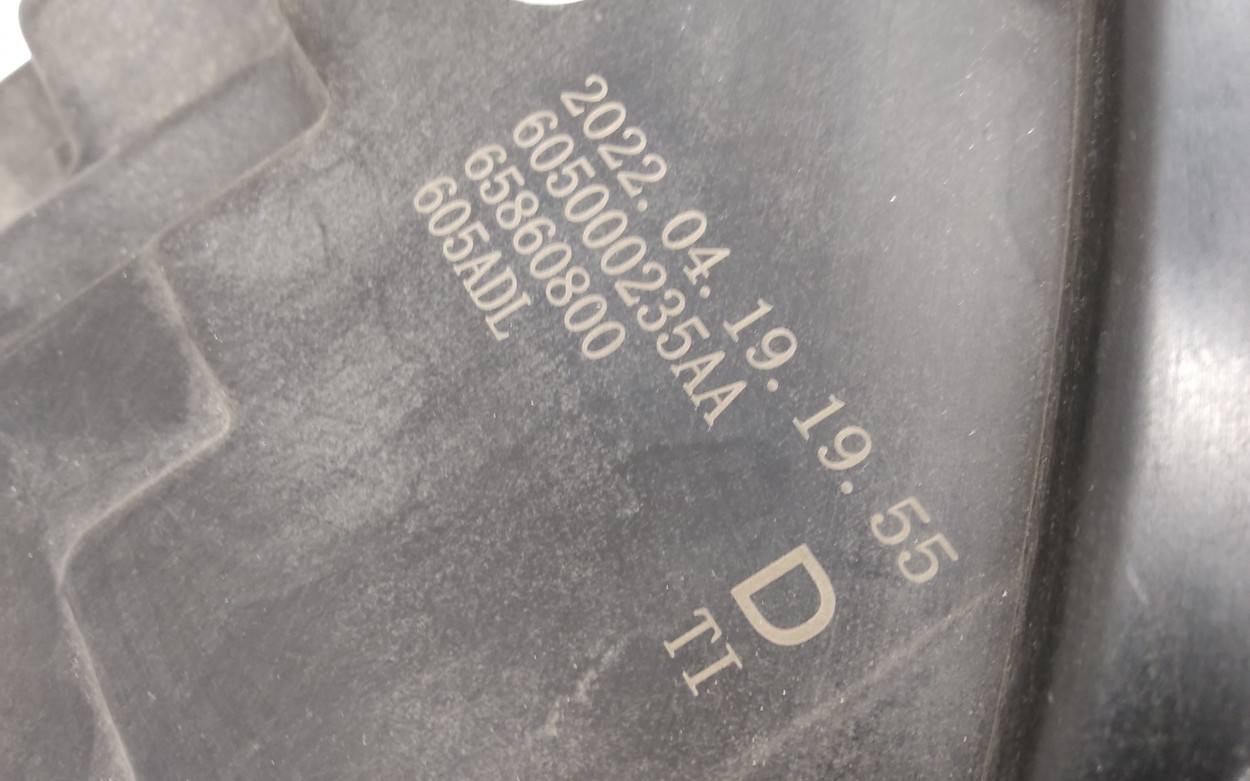 2022. 04. 19. 19. 55
605000235AA
65860800
605ADL
D
TI